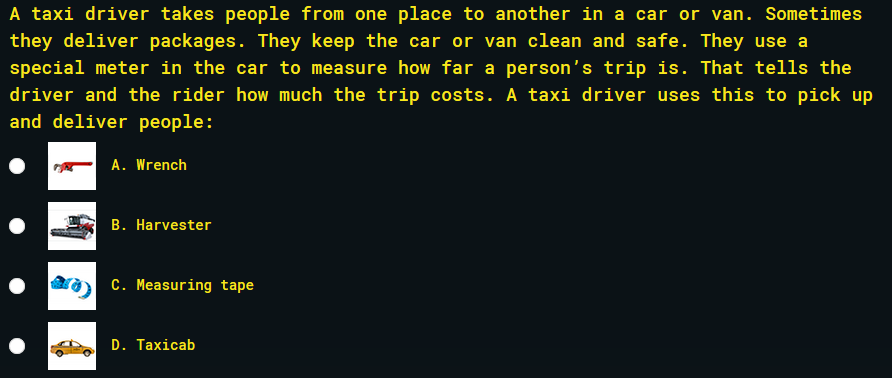 A taxi driver takes people from one place to another in a car or van. Sometimes
they deliver packages. They keep the car or van clean and safe. They use a
special meter in the car to measure how far a person’s trip is. That tells the
driver and the rider how much the trip costs. A taxi driver uses this to pick up
and deliver people:
A. Wrench
B. Harvester
C. Measuring tape
D. Taxicab